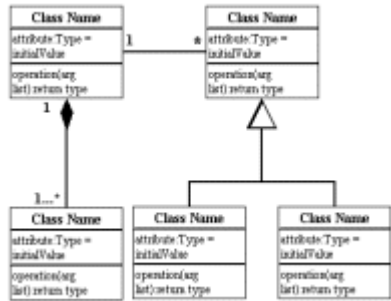 Class Name
attribute:Type =
initialValue
operation(arg
list):return type
1
*
Class Name
attribute:Type =
initialValue
operation(arg
list):return type
1
1...*
Class Name
attribute:Type =
initialValue
operation(arg
list):return type
Class Name
attribute:Type =
initialValue
operation(arg
list):return type
Class Name
attribute:Type =
initialValue
operation(arg
list):return type